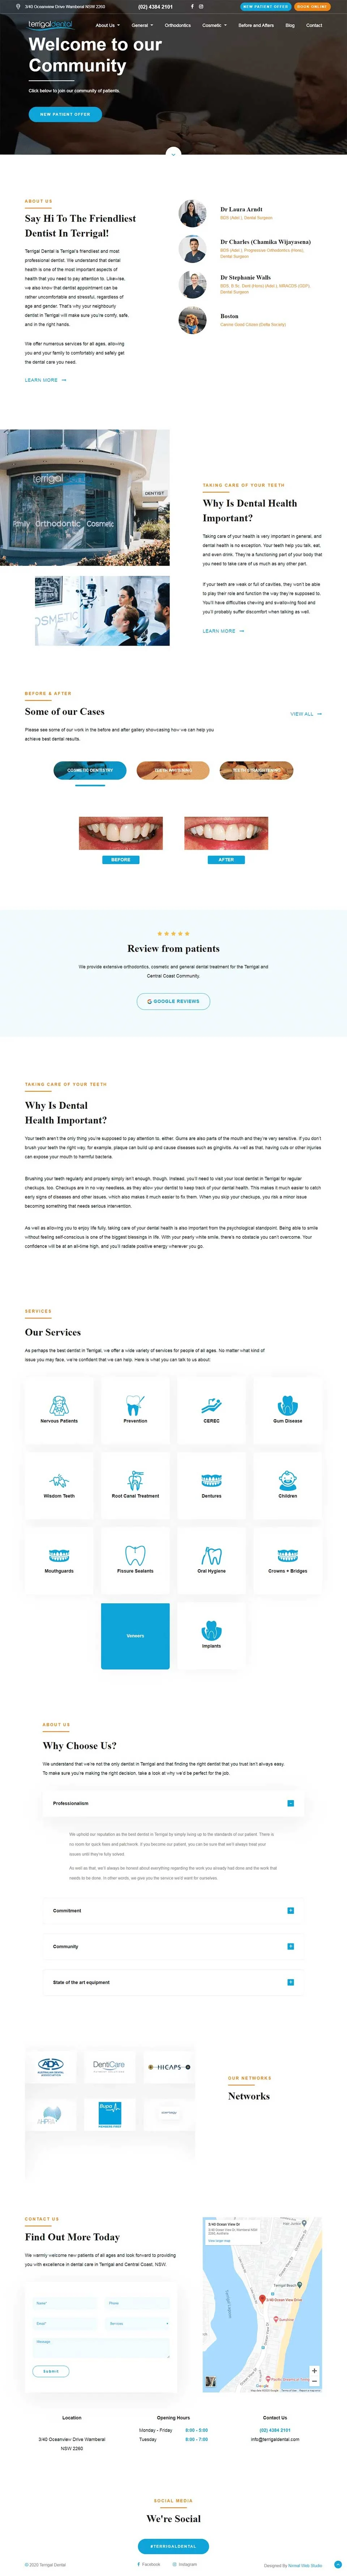 3/40 Oceanview Drive Wamberal NSW 2260
(02) 4384 2101
NEW PATIENT OFFER
BOOK ONLINE
terrigaldental
About Us
General
Orthodontics
Cosmetic
Before and Afters
Blog
Contact
Welcome to our
Community
Click below to join our community of patients.
NEW PATIENT OFFER
ABOUT US
Say Hi To The Friendliest
Dentist In Terrigal!
Terrigal Dental is Terrigal's friendliest and most
professional dental. We understand that dental
health is one of the most important aspects of
health that you need to pay attention to. Likewise,
we also know that dental appointment can be
rather uncomfortable and stressful, regardless of
age and gender. That's why your neighbourly
dentist in Terrigal will make sure you're comfy, safe,
and in the right hands.
We offer numerous services for all ages, allowing
you and your family to comfortably and safely get
the dental care you need.
LEARN MORE
Dr Laura Arndt
BDS (Adel.), Dental Surgeon
Dr Charles (Chamika Wijayasena)
BDS (Adel.), Progressive Orthodontics (Hons),
Dental Surgeon
Dr Stephanie Walls
Dental Surgeon
Boston
Canine Good Citizen (Delta Society)
terrigal
DENTIST
Family Orthodontic Cosmetic
OSMETIC
TAKING CARE OF YOUR TEETH
Why Is Dental Health
Important?
Taking care of your health is very important in general, and
dental health is no exception. Your teeth help you talk, eat,
and even drink. They're a functioning part of your body that
you need to take care of as much as any other part.
If your teeth are weak or full of cavities, they won't be able
to play their role and function the way they're supposed to.
You'll have difficulties chewing and swallowing food and
you'll probably suffer discomfort when talking as well.
LEARN MORE
BEFORE & AFTER
Some of our Cases
VIEW ALL
Please see some of our work in the before and after gallery showcasing how we can help you
achieve best dental results.
COSMETIC DENTISTRY
TEETH WHITENING
TEETH STRAIGHTENING
BEFORE
AFTER
Review from patients
We provide extensive orthodontics, cosmetic and general dental treatment for the Terrigal and
Central Coast Community.
GOOGLE REVIEWS
TAKING CARE OF YOUR TEETH
Why Is Dental
Health Important?
Your teeth aren't the only thing you're supposed to pay attention to, either. Gums are also parts of the mouth and they're very sensitive. If you don't
brush your teeth the right way, for example, plaque can build up and cause diseases such as gingivitis. As well as that, having cuts or other injuries
can expose your mouth to harmful bacteria.
Brushing your teeth regularly and properly simply isn't enough, though. Instead, you'll need to visit your local dentist in Terrigal for regular
checkups, too. Checkups are in no way needless, as they allow your dentist to keep track of your dental health. This makes it much easier to catch
any signs of diseases and other issues, which also makes it much easier to treat them. When you skip your checkups, you risk a minor issue
becoming something that needs serious intervention.
As well as allowing you to enjoy life fully, taking care of your dental health is also important from the psychological standpoint. Being able to smile
without feeling self-conscious is one of the biggest blessings in life. With your pearly white smile, there's no obstacle you can't overcome. Your
confidence will be at an all-time high, and you'll radiate positive energy wherever you go.
SERVICES
Our Services
As perhaps the best dentist in Terrigal, we offer a wide variety of services for people of all ages. No matter what kind of
issue you may face, we're confident that we can help. Here is what you can talk to us about:
Nervous Patients
Prevention
CEREC
Gum Disease
Wisdom Teeth
Root Canal Treatment
Dentures
Children
Mouthguards
Fissure Sealants
Oral Hygiene
Crowns + Bridges
Veneers
Implants
ABOUT US
Why Choose Us?
We understand that we're not the only dentist in Terrigal and that finding the right dentist that you trust isn't always easy.
To make sure you're making the right decision, take a look at why we'd be perfect for the job.
Professionalism
We uphold our reputation as the best dentist in Terrigal by simply living up to the standards of our patient. There is
no room for quick fixes and patchwork. If you become our patient, you can be sure that we'll always treat your
issues until they're fully solved.
As well as that, we'll always be honest about everything regarding the work you already had done and the work that
needs to be done. In other words, we give you the service we'd want for ourselves.
Commitment
Community
State of the art equipment
ADA
DentiCare
HICAPS
AHPRA
Bupa
OUR NETWORKS
Networks
CONTACT US
Find Out More Today
We warmly welcome new patients of all ages and look forward to providing
you with excellence in dental care in Terrigal and Central Coast, NSW.
Name*
Phone
Email*
Message
SUBMIT
3/40 Ocean View Dr
View larger map
Terrigal Mount
3/40 Ocean View Drive
Sunshine
Google
Location
3/40 Oceanview Drive Wamberal
NSW 2260
Opening Hours
Monday - Friday 8:00 - 5:00
Tuesday 8:00 - 7:00
Contact Us
(02) 4384 2101
info@terrigaldental.com
SOCIAL MEDIA
We're Social
#TERRIGALDENTAL
© 2020 Terrigal Dental
Facebook
Instagram
Designed By Nirmal Web Studio